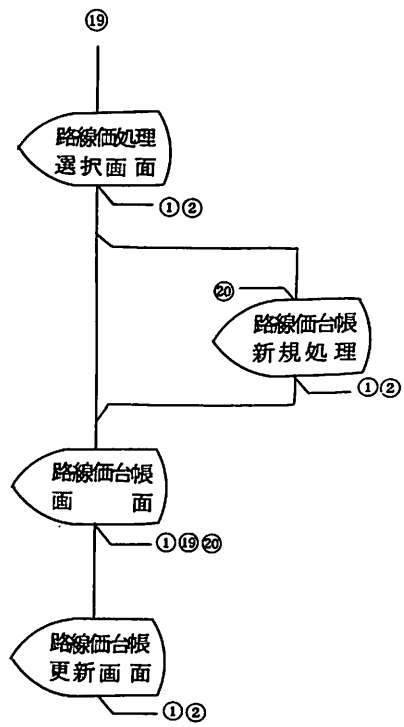 ⑲
路線価処理
選択画面
①②
⑳
路線価台帳
新規処理
①②
路線価台帳
画面
①⑲⑳
路線価台帳
更新画面
①②